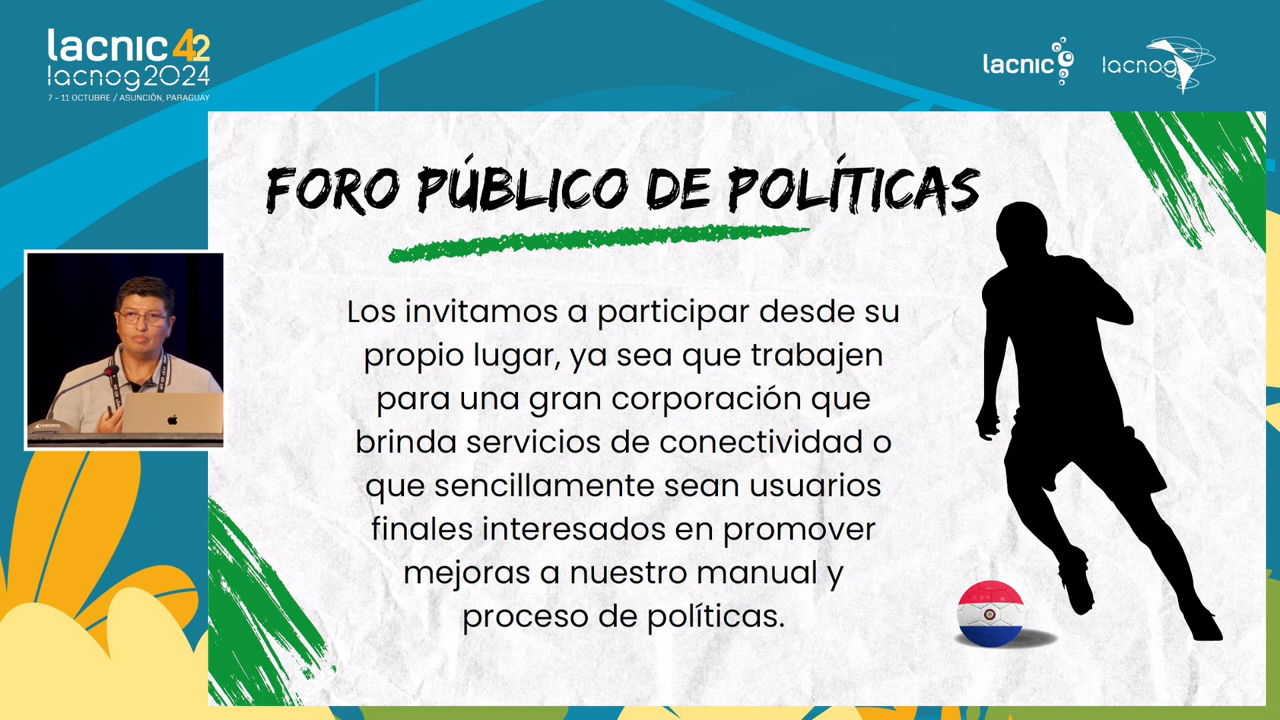 lacnic 42
lacnog2024
7 - 11 OCTUBRE / ASUNCIÓN, PARAGUAY
lacnic
lacnog
FORO PÚBLICO DE POLÍTICAS
Los invitamos a participar desde su
propio lugar, ya sea que trabajen
para una gran corporación que
brinda servicios de conectividad o
que sencillamente sean usuarios
finales interesados en promover
mejoras a nuestro manual y
proceso de políticas.